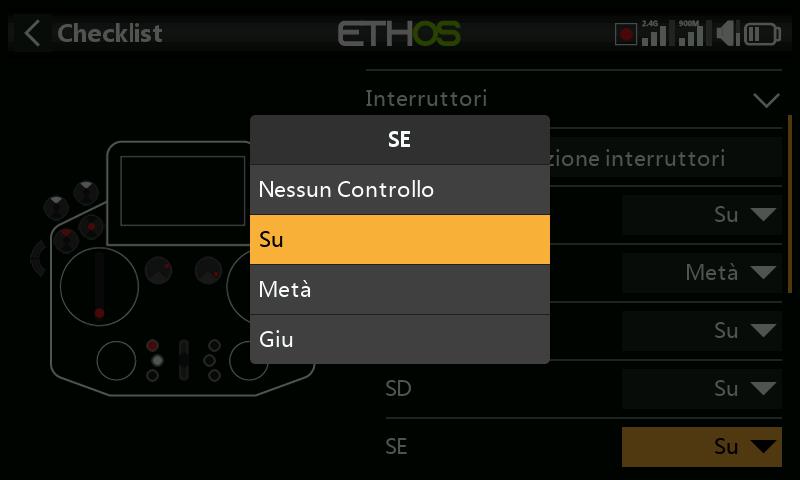 Checklist
ETHOS
2.4G
900M
Interruttori
zione interruttori
SE
Nessun Controllo
Su
Metà
Giu
Su
Metà
Su
SD Su
SE Su